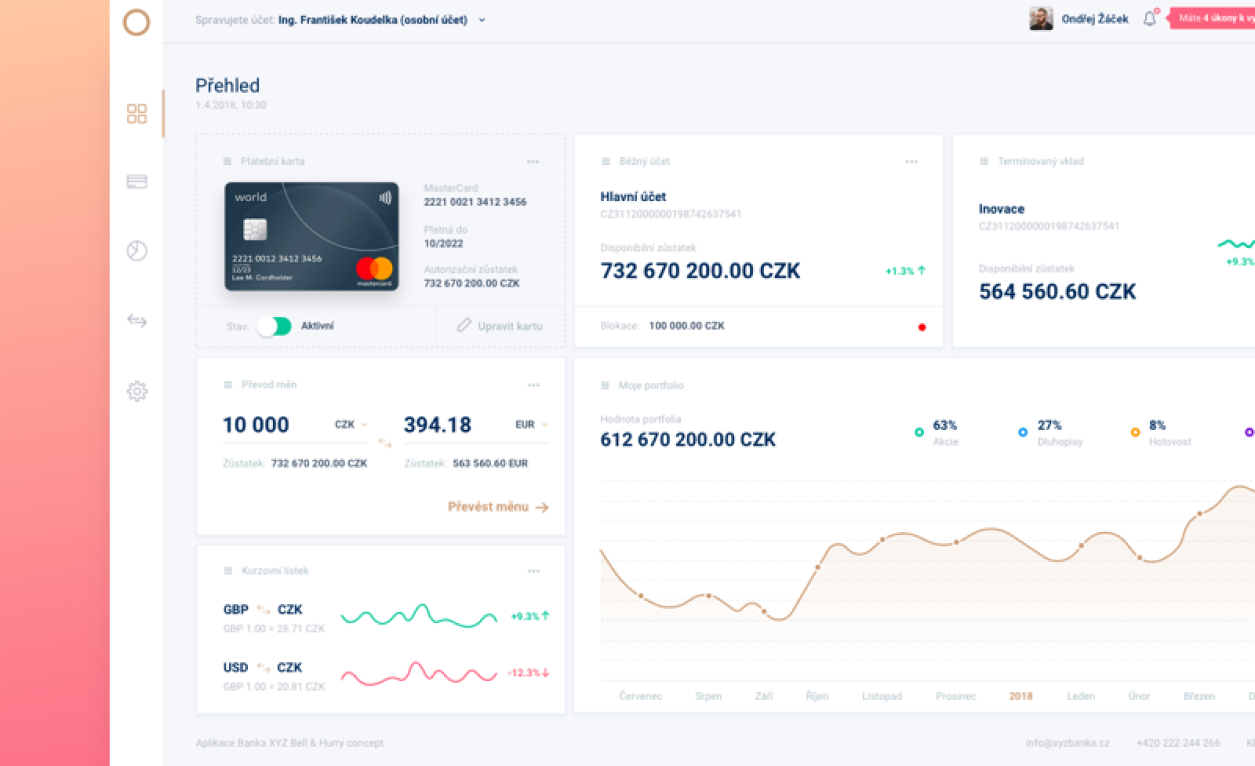 Spravujete účet: Ing. František Koudelka (osobní účet)
Ondřej Žáček
Máte 4 úkony k
Přehled
1.4.2018, 10:30
Platební karta
world
2221 0012 3412 3456
12/23
Lee M. Cardholder
mastercard
MasterCard
2221 0021 3412 3456
Platná do
10/2022
Autorizační zůstatek
732 670 200.00 CZK
Stav: Aktivní
Upravit kartu
Běžný účet
Hlavní účet
CZ3112000000198742637541
Disponibilní zůstatek
732 670 200.00 CZK
+1.3%
Blokace: 100 000.00 CZK
Termínovaný vklad
Inovace
CZ3112000000198742637541
+9.3%
Disponibilní zůstatek
564 560.60 CZK
Převod měn
10 000 CZK 394.18 EUR
Zůstatek: 732 670 200.00 CZK Zůstatek: 563 560.60 EUR
Převést měnu
Kurzovní lístek
GBP CZK
GBP 1.00 = 28.71 CZK
+9.3%
USD CZK
GBP 1.00 = 20.81 CZK
-12.3%
Moje portfolio
Hodnota portfolia
612 670 200.00 CZK
63%
Akcie
27%
Dluhopisy
8%
Hotovost
Červenec Srpen Září Říjen Listopad Prosinec 2018 Leden Únor Březen
Aplikace Banka XYZ Bell & Hurry concept
info@xyzbanka.cz +420 222 244 266